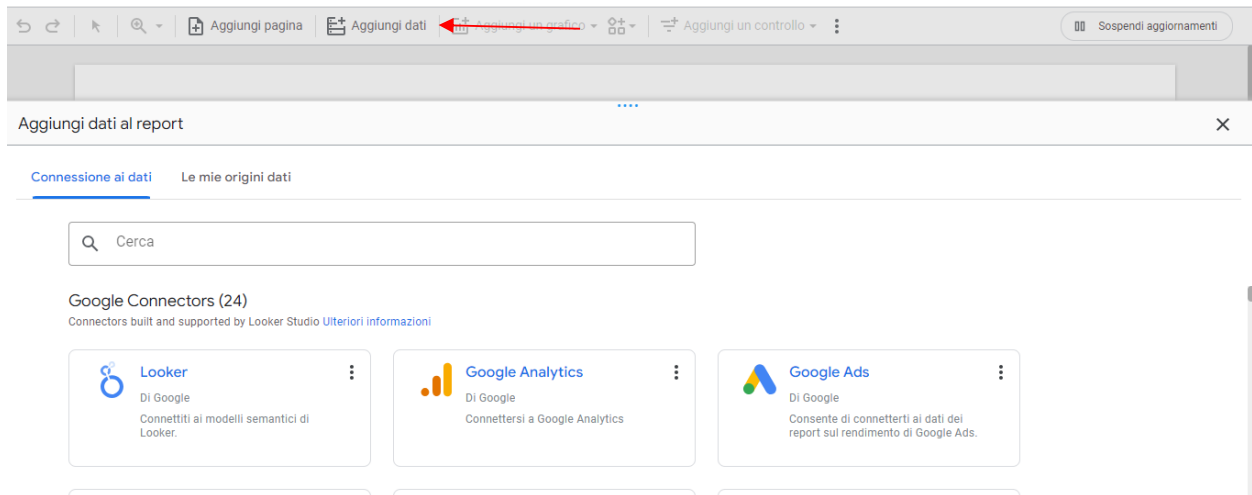 Aggiungi pagina Aggiungi dati Aggiungi un grafico Aggiungi un controllo Sospendi aggiornamenti
Aggiungi dati al report
Connessione ai dati Le mie origini dati
Cerca
Google Connectors (24)
Connectors built and supported by Looker Studio Ulteriori informazioni
Looker
Di Google
Connettiti ai modelli semantici di
Looker.
Google Analytics
Di Google
Connettersi a Google Analytics
Google Ads
Di Google
Consente di connetterti ai dati dei
report sul rendimento di Google Ads.